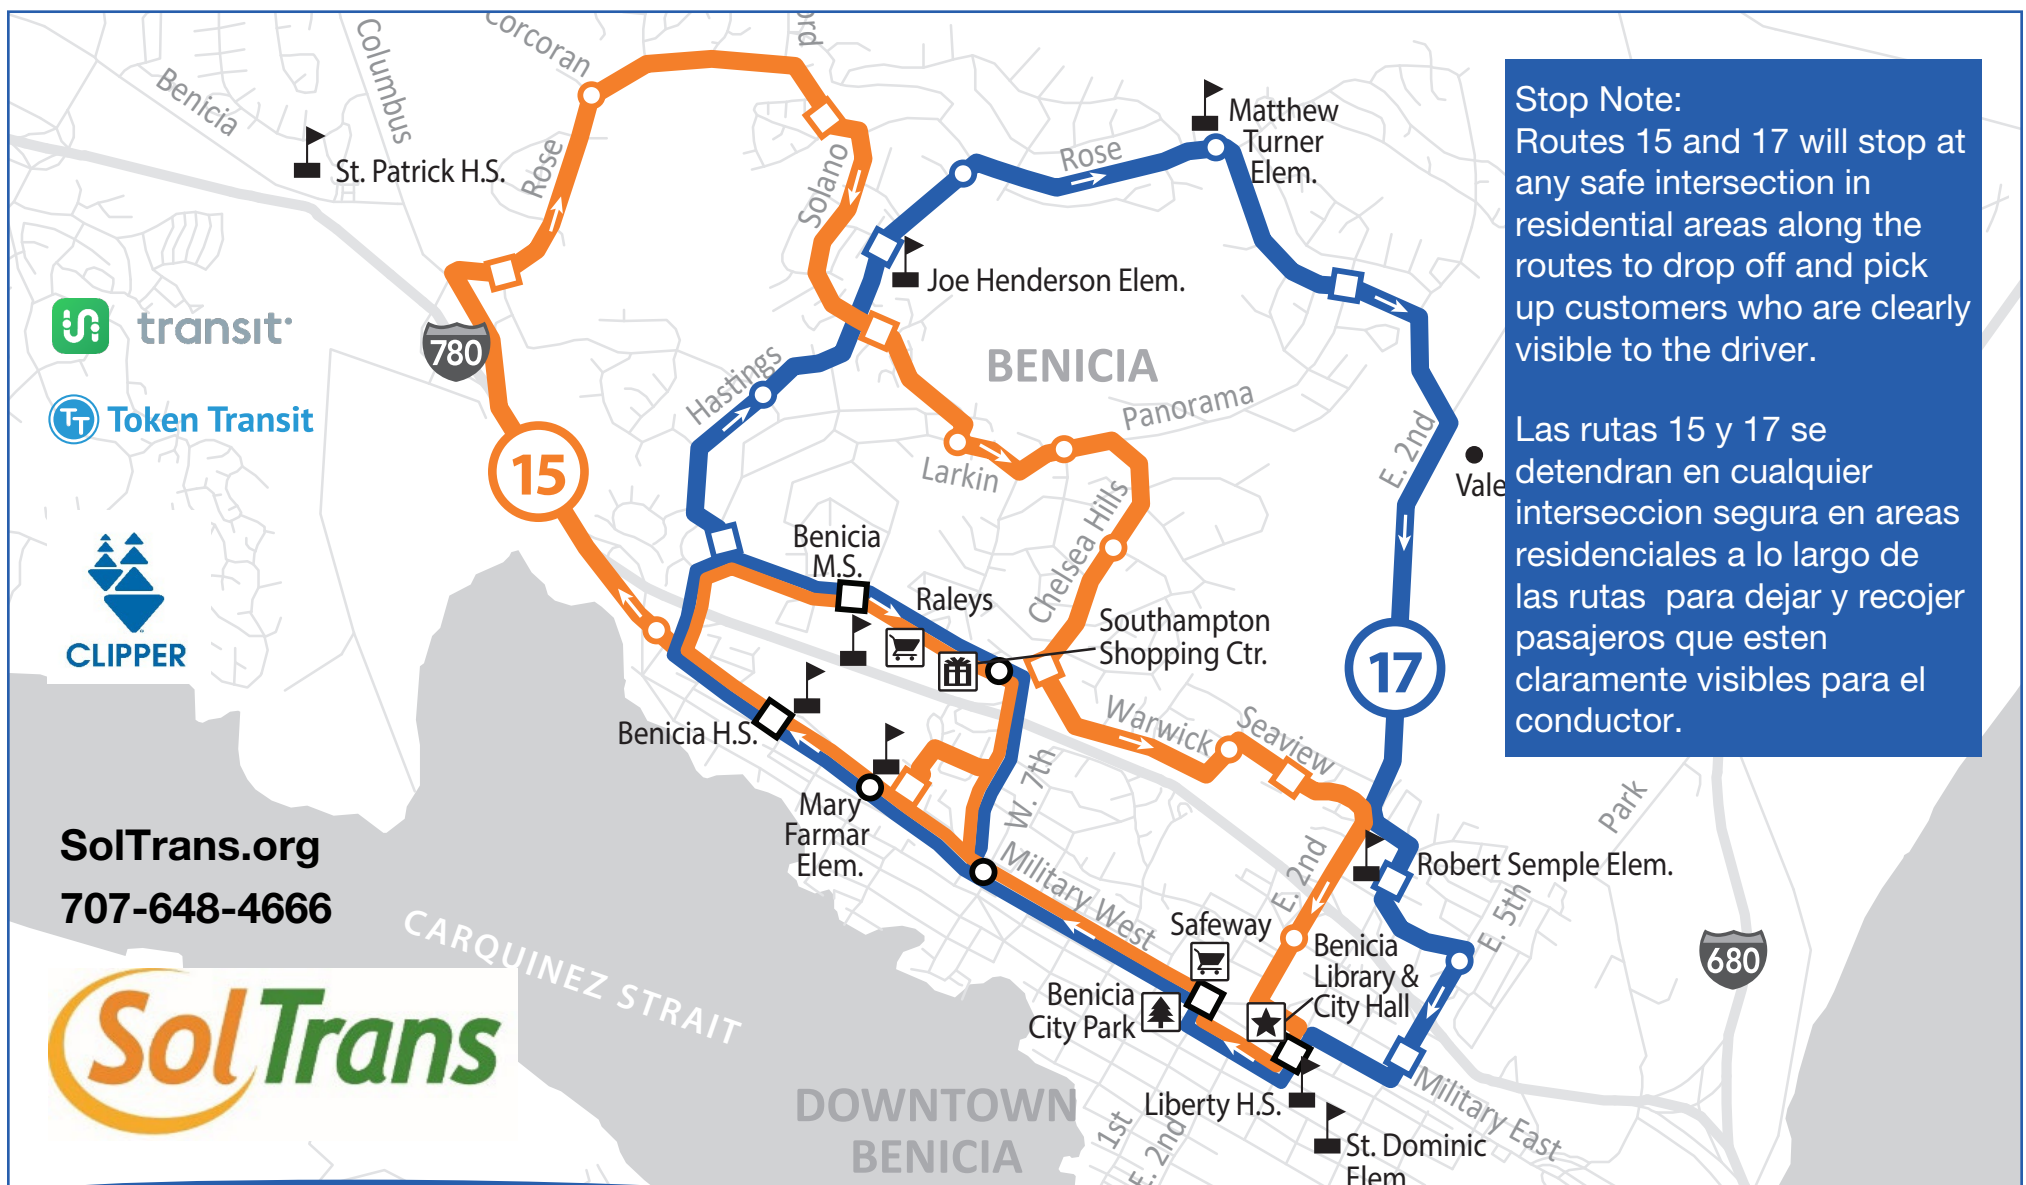 Corcoran
Columbus
Benicia
St. Patrick H.S.
Rose
Solano
Rose
Matthew
Turner
Elem.
Joe Henderson Elem.
transit
780
TT Token Transit
15
Hastings
BENICIA
Panorama
Larkin
E. 2nd
Vale
Chelsea Hills
Benicia
M.S.
Raleys
Southampton
Shopping Ctr.
17
CLIPPER
Benicia H.S.
Warwick
Seaview
W. 7th
Mary
Farmar
Elem.
Military West
E. 2nd
Park
Robert Semple Elem.
E. 5th
680
Safeway
Benicia
Library &
City Hall
Benicia
City Park
Liberty H.S.
St. Dominic
Elem
Military East
1st
E. 2nd
DOWNTOWN
BENICIA
CARQUINEZ STRAIT
SolTrans.org
707-648-4666
SolTrans
Stop Note:
Routes 15 and 17 will stop at
any safe intersection in
residential areas along the
routes to drop off and pick
up customers who are clearly
visible to the driver.
Las rutas 15 y 17 se
detendran en cualquier
interseccion segura en areas
residenciales a lo largo de
las rutas  para dejar y recojer
pasajeros que esten
claramente visibles para el
conductor.